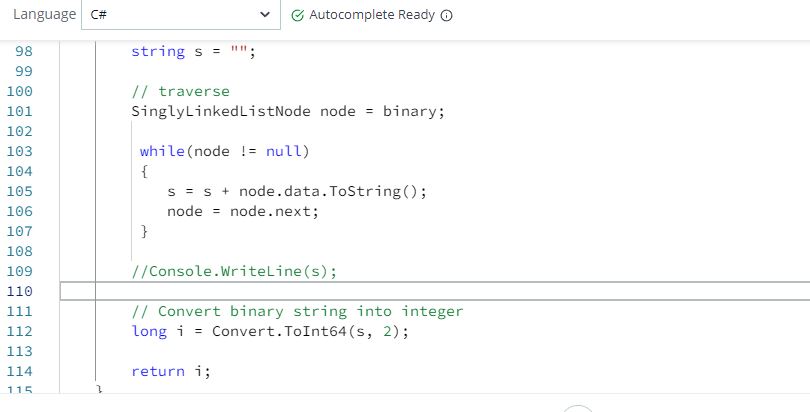 Language C# Autocomplete Ready
98 string s = "";
99
100 // traverse
101 SinglyLinkedListNode node = binary;
102
103 while(node != null)
104 {
105 s = s + node.data.ToString();
106 node = node.next;
107 }
108
109 //Console.WriteLine(s);
110
111 // Convert binary string into integer
112 long i = Convert.ToInt64(s, 2);
113
114 return i;
115 }